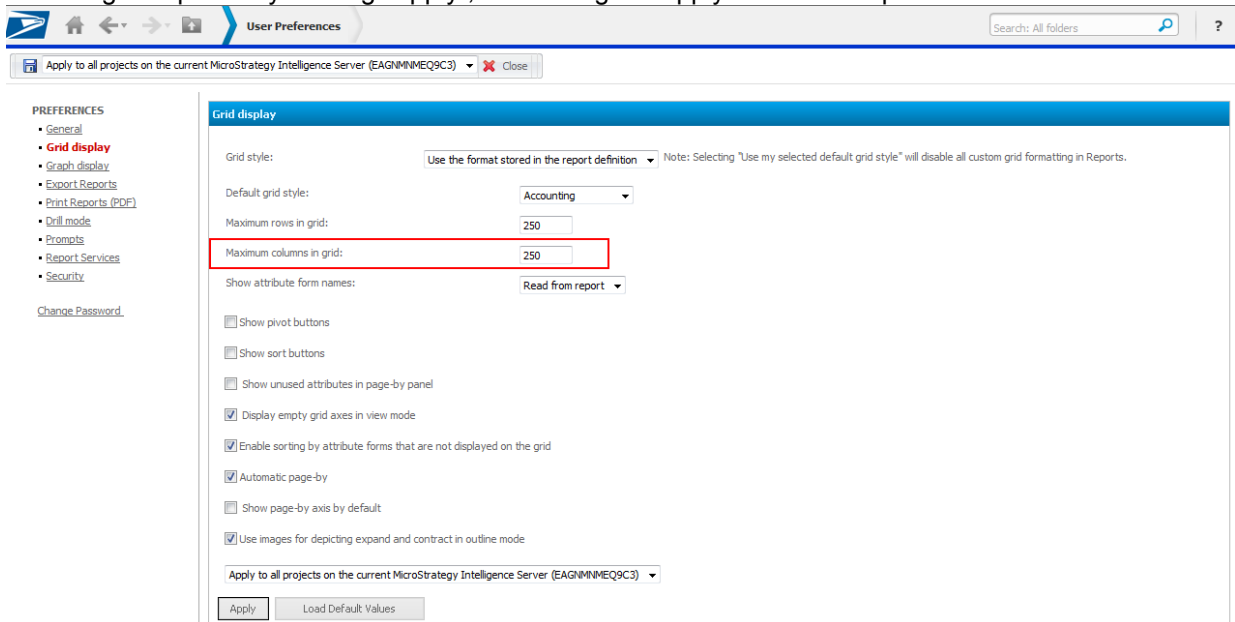 User Preferences
Search: All folders
?
Apply to all projects on the current MicroStrategy Intelligence Server (EAGNMNMEQ9C3)
Close
PREFERENCES
General
Grid display
Graph display
Export Reports
Print Reports (PDF)
Drill mode
Prompts
Report Services
Security
Change Password
Grid display
Grid style:
Use the format stored in the report definition
Note: Selecting "Use my selected default grid style" will disable all custom grid formatting in Reports.
Default grid style:
Accounting
Maximum rows in grid:
250
Maximum columns in grid:
250
Show attribute form names:
Read from report
Show pivot buttons
Show sort buttons
Show unused attributes in page-by panel
Display empty grid axes in view mode
Enable sorting by attribute forms that are not displayed on the grid
Automatic page-by
Show page-by axis by default
Use images for depicting expand and contract in outline mode
Apply to all projects on the current MicroStrategy Intelligence Server (EAGNMNMEQ9C3)
Apply
Load Default Values